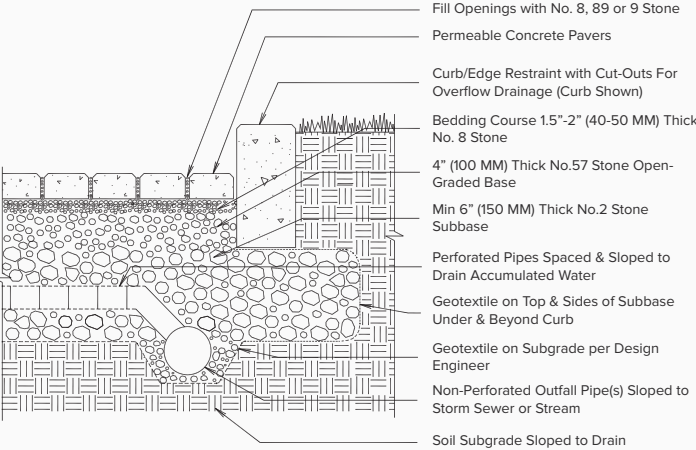 Fill Openings with No. 8, 89 or 9 Stone
Permeable Concrete Pavers
Curb/Edge Restraint with Cut-Outs For
Overflow Drainage (Curb Shown)
Bedding Course 1.5”-2” (40-50 MM) Thick
No. 8 Stone
4” (100 MM) Thick No.57 Stone Open-
Graded Base
Min 6” (150 MM) Thick No.2 Stone
Subbase
Perforated Pipes Spaced & Sloped to
Drain Accumulated Water
Geotextile on Top & Sides of Subbase
Under & Beyond Curb
Geotextile on Subgrade per Design
Engineer
Non-Perforated Outfall Pipe(s) Sloped to
Storm Sewer or Stream
Soil Subgrade Sloped to Drain